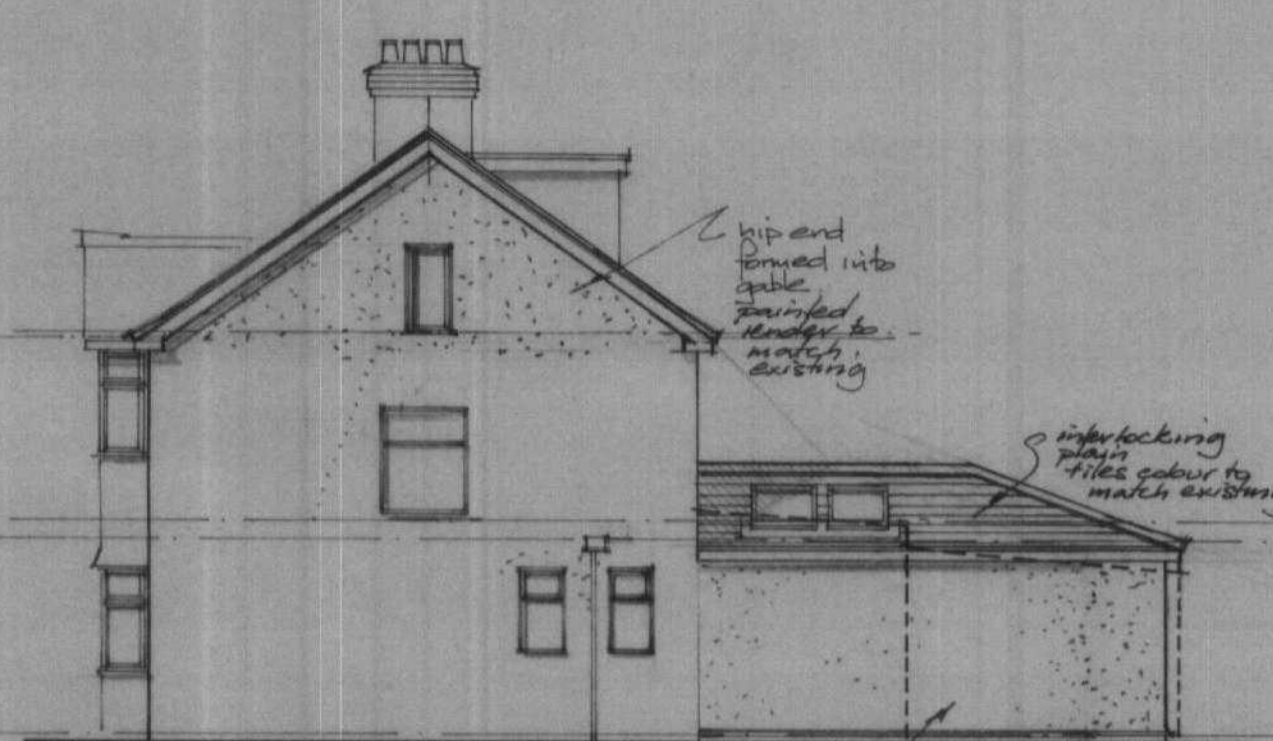 hip end
formed into
gable
painted
render to
match
existing
interlocking
plain
tiles colour to
match existing